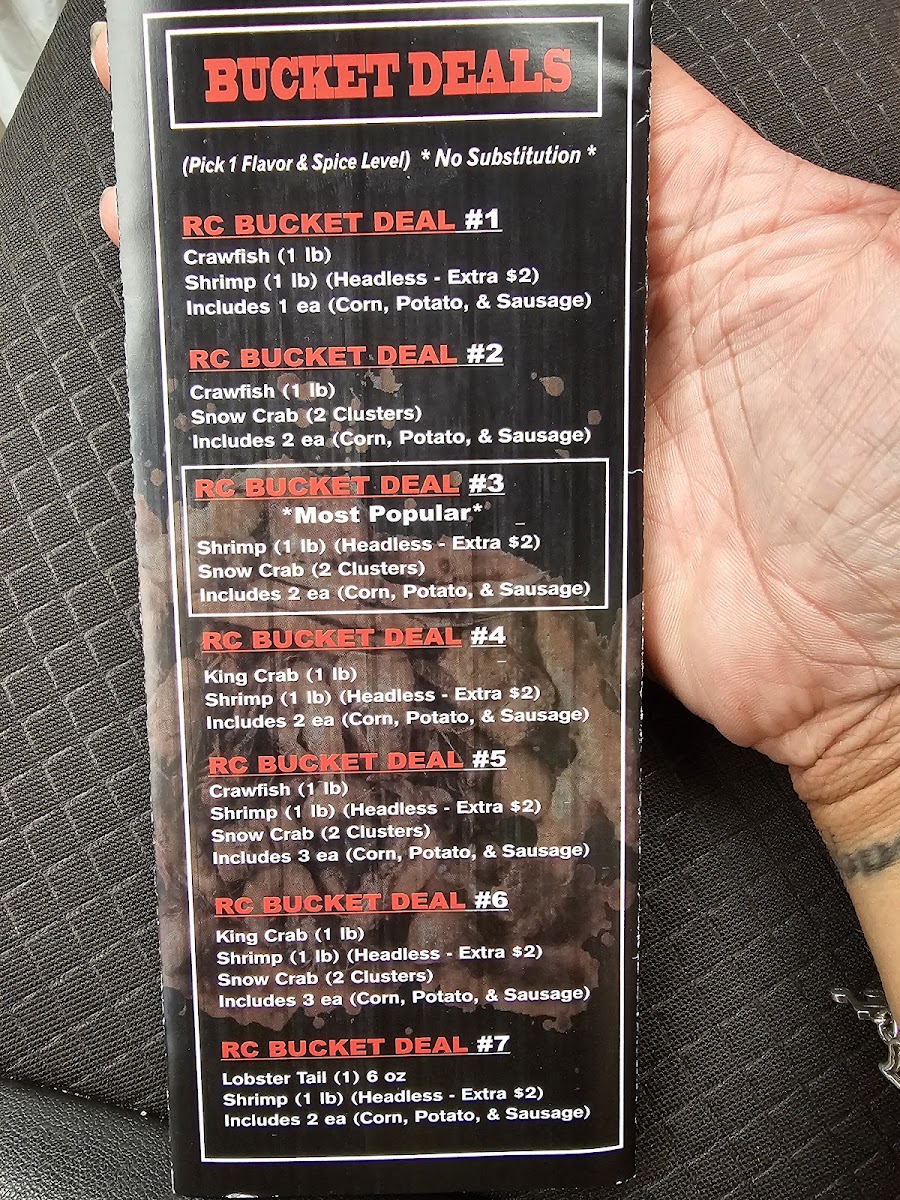 BUCKET DEALS
(Pick 1 Flavor & Spice Level) * No Substitution *
RC BUCKET DEAL #1
Crawfish (1 lb)
Shrimp (1 lb) (Headless - Extra $2)
Includes 1 ea (Corn, Potato, & Sausage)
RC BUCKET DEAL #2
Crawfish (1 lb)
Snow Crab (2 Clusters)
Includes 2 ea (Corn, Potato, & Sausage)
RC BUCKET DEAL #3
*Most Popular*
Shrimp (1 lb) (Headless - Extra $2)
Snow Crab (2 Clusters)
Includes 2 ea (Corn, Potato, & Sausage)
RC BUCKET DEAL #4
King Crab (1 lb)
Shrimp (1 lb) (Headless - Extra $2)
Includes 2 ea (Corn, Potato, & Sausage)
RC BUCKET DEAL #5
Crawfish (1 lb)
Shrimp (1 lb) (Headless - Extra $2)
Snow Crab (2 Clusters)
Includes 3 ea (Corn, Potato, & Sausage)
RC BUCKET DEAL #6
King Crab (1 lb)
Shrimp (1 lb) (Headless - Extra $2)
Snow Crab (2 Clusters)
Includes 3 ea (Corn, Potato, & Sausage)
RC BUCKET DEAL #7
Lobster Tail (1) 6 oz
Shrimp (1 lb) (Headless - Extra $2)
Includes 2 ea (Corn, Potato, & Sausage)